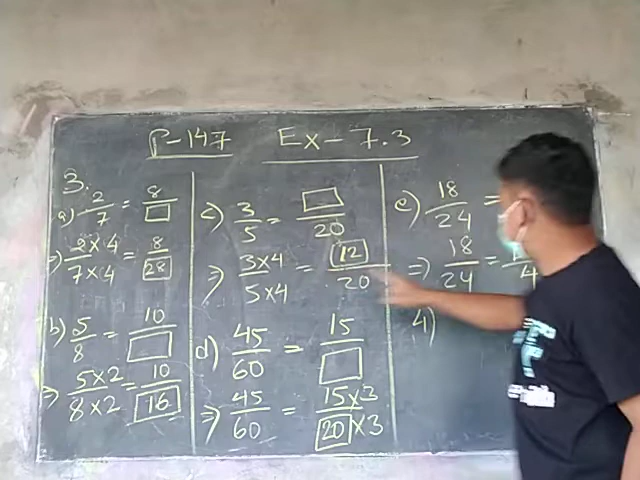 P-147 Ex-7.3
3.
a) 2/7 = 8/□
⇒) 2×4/7×4 = 8/28
b) 5/8 = 10/□
⇒) 5×2/8×2 = 10/16
c) 3/5 = □/20
⇒) 3×4/5×4 = 12/20
d) 45/60 = 15/□
⇒) 45/60 = 15×3/20×3
e) 18/24 =
⇒) 18/24 =
4)